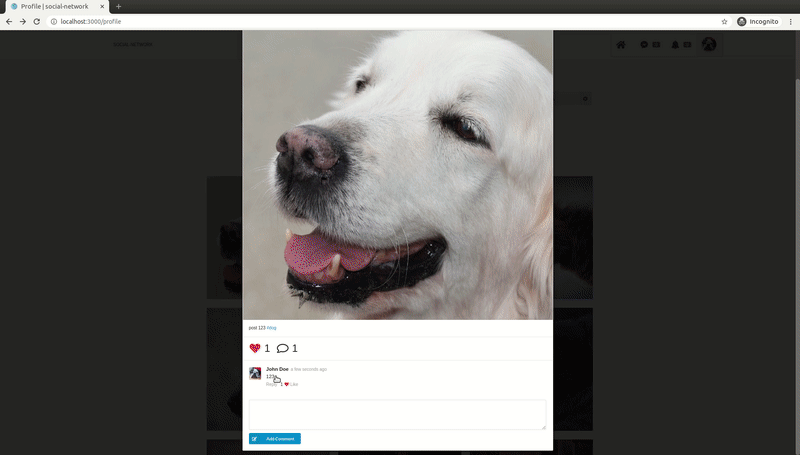 Profile | social-network
localhost:3000/profile
Incognito
post 123 #dog
1 1
John Doe a few seconds ago
123
Reply 1 Like
Add Comment